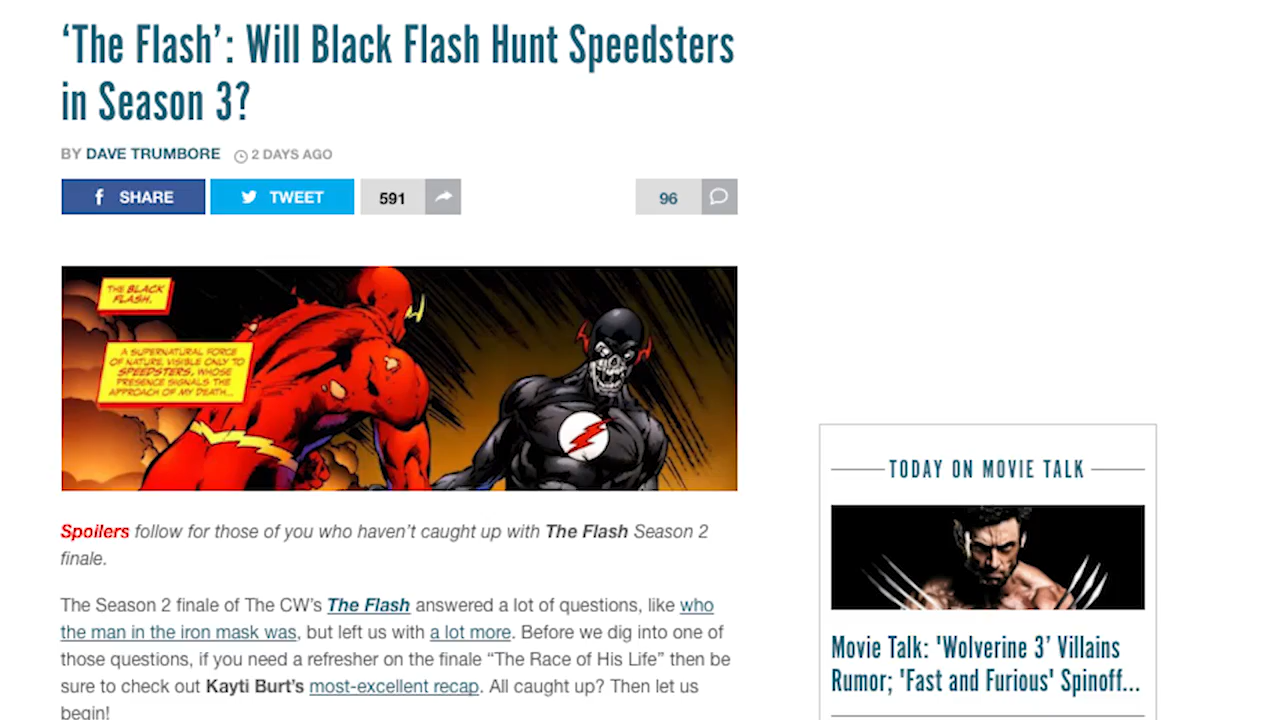 ‘The Flash’: Will Black Flash Hunt Speedsters
in Season 3?
BY DAVE TRUMBORE 2 DAYS AGO
f SHARE TWEET 591 96
THE BLACK
FLASH.
A SUPERNATURAL FORCE
OF NATURE, VISIBLE ONLY TO
SPEEDSTERS, WHOSE
PRESENCE SIGNALS THE
APPROACH OF MY DEATH...
Spoilers follow for those of you who haven’t caught up with The Flash Season 2
finale.
The Season 2 finale of The CW’s The Flash answered a lot of questions, like who
the man in the iron mask was, but left us with a lot more. Before we dig into one of
those questions, if you need a refresher on the finale “The Race of His Life” then be
sure to check out Kayti Burt’s most-excellent recap. All caught up? Then let us
begin!
TODAY ON MOVIE TALK
Movie Talk: 'Wolverine 3’ Villains
Rumor; 'Fast and Furious' Spinoff...